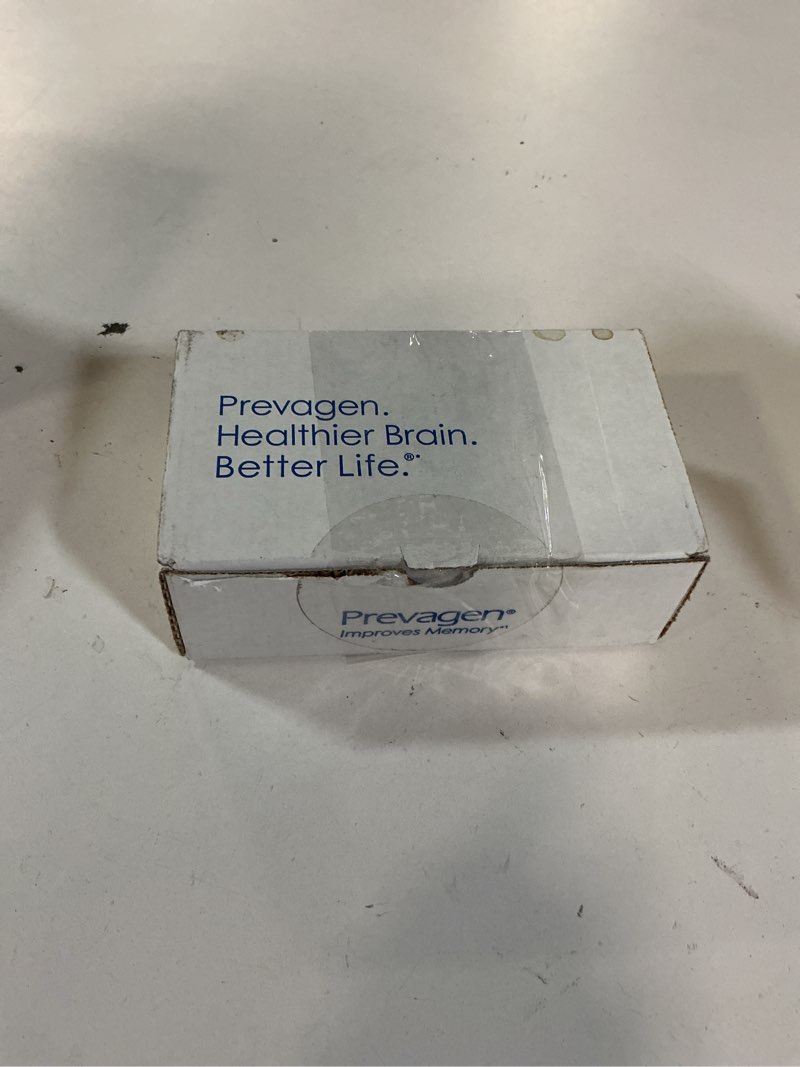 Prevagen.
Healthier Brain.
Better Life.®*
Prevagen®
Improves Memory**